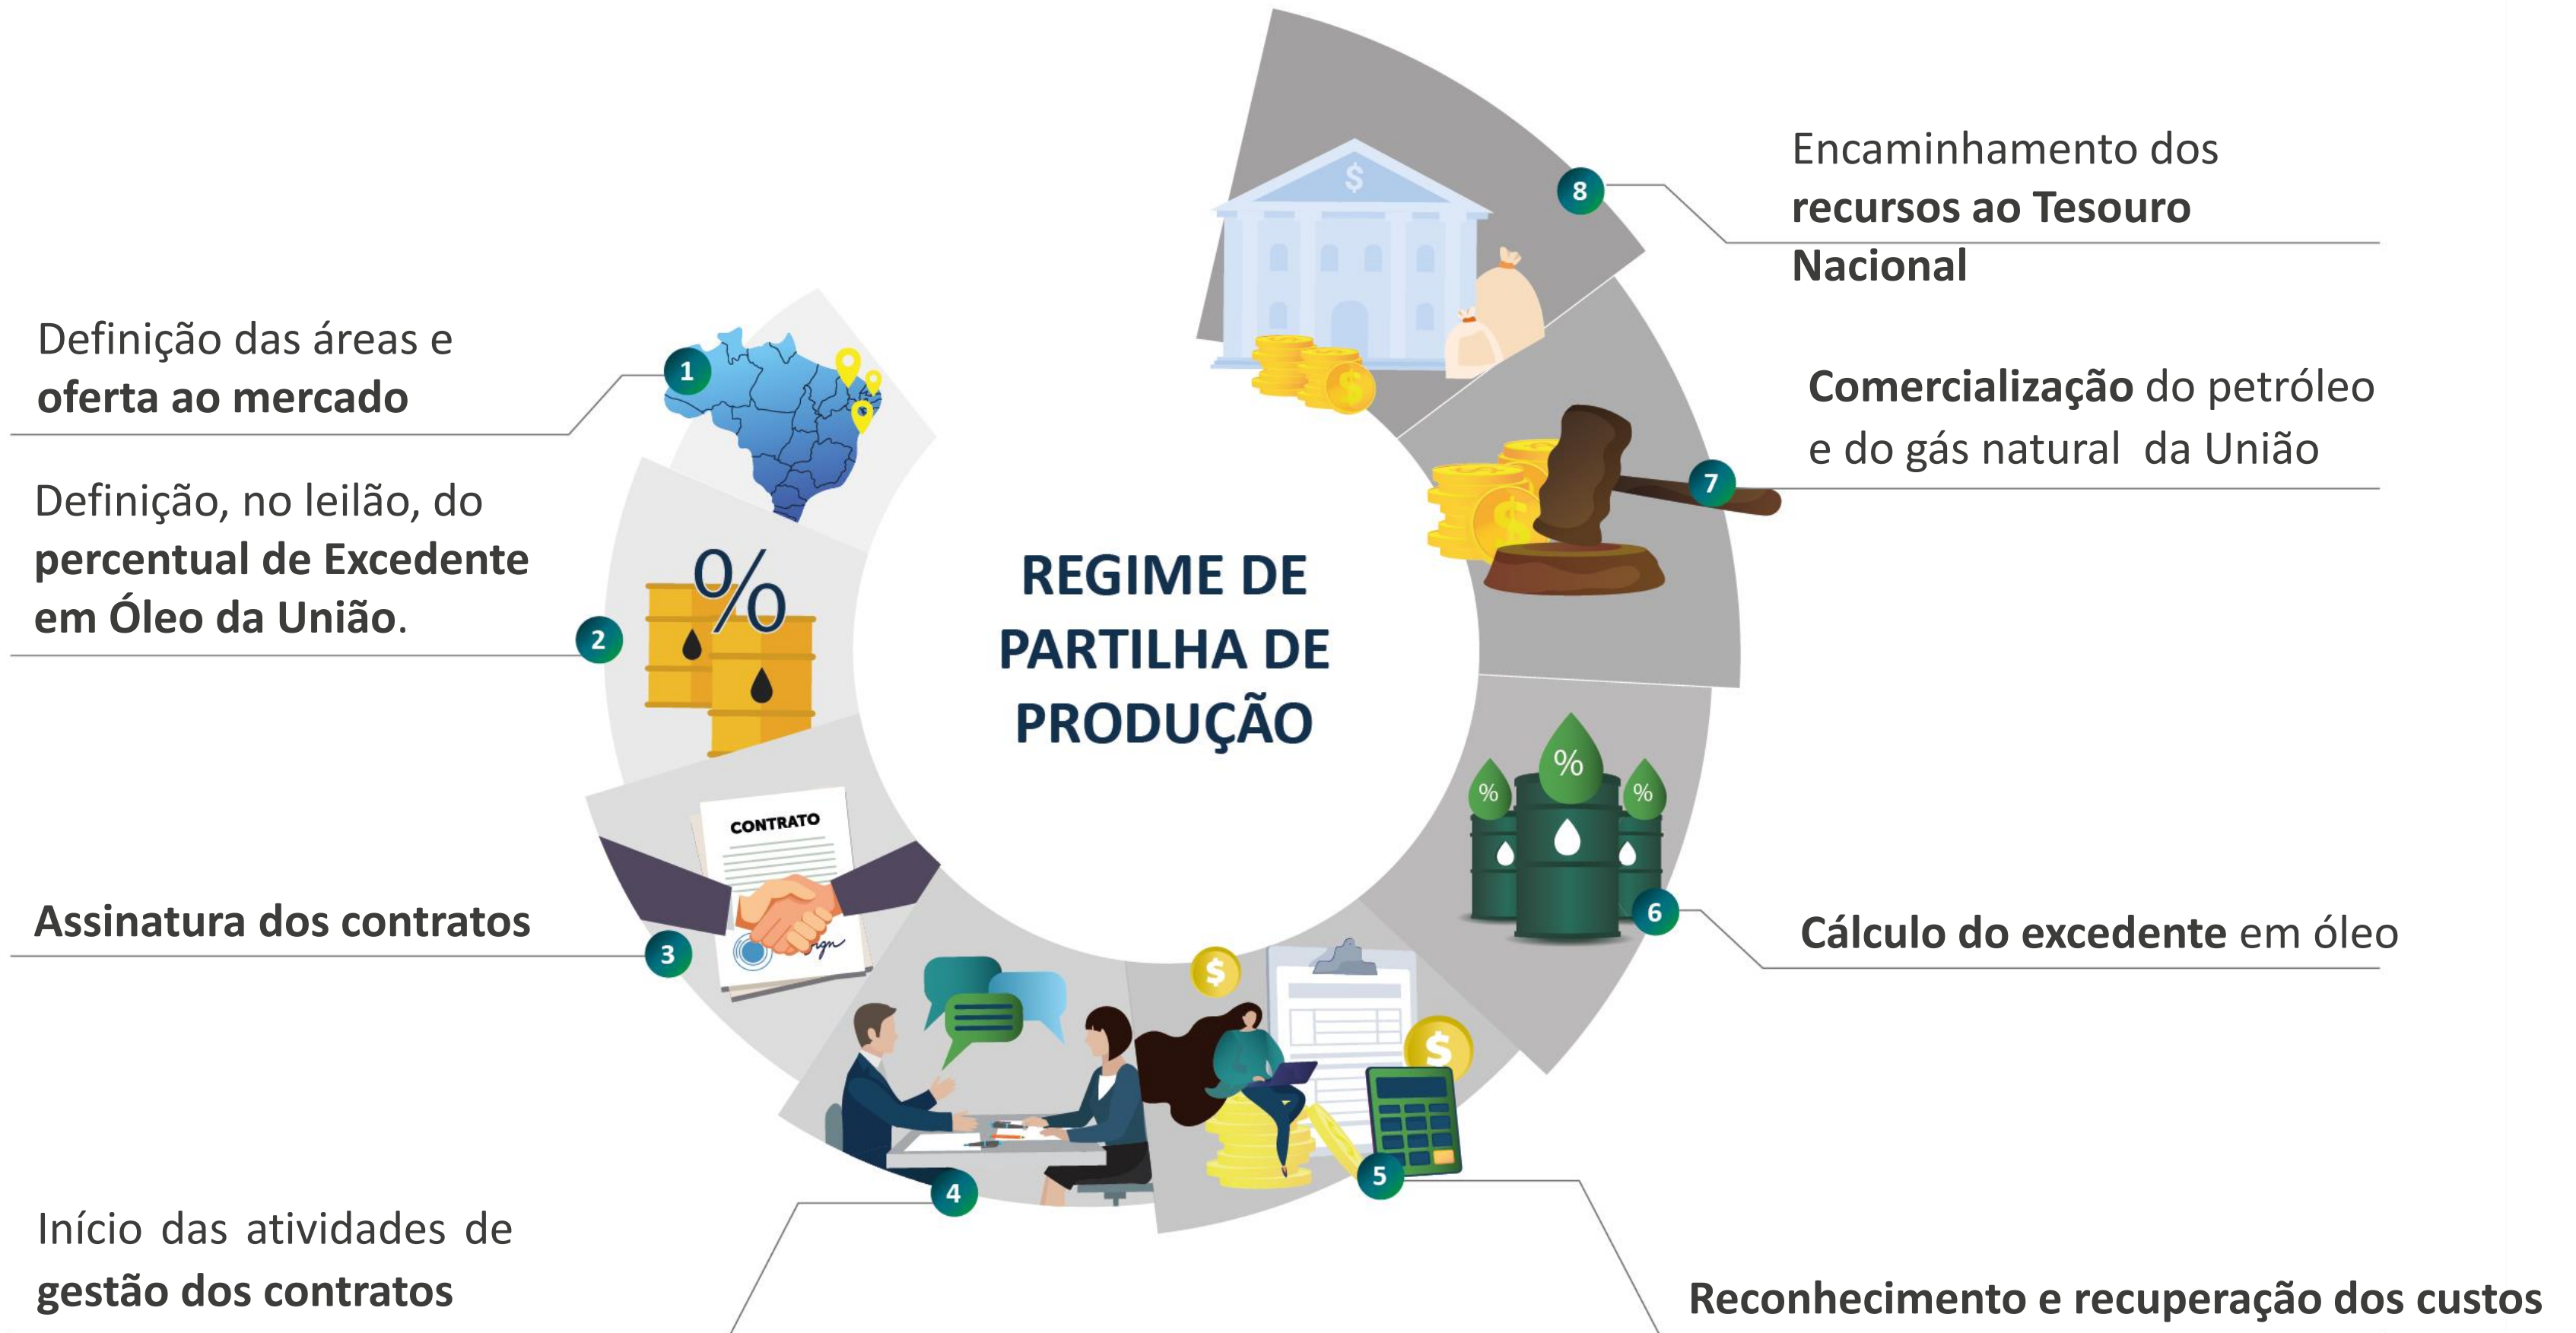 REGIME DE
PARTILHA DE
PRODUÇÃO
1
Definição das áreas e
oferta ao mercado
2
Definição, no leilão, do
percentual de Excedente
em Óleo da União.
%
3
Assinatura dos contratos
CONTRATO
sign
4
Início das atividades de
gestão dos contratos
5
Reconhecimento e recuperação dos custos
$
$
6
Cálculo do excedente em óleo
%
%
%
7
Comercialização do petróleo
e do gás natural da União
$
8
Encaminhamento dos
recursos ao Tesouro
Nacional
$
$